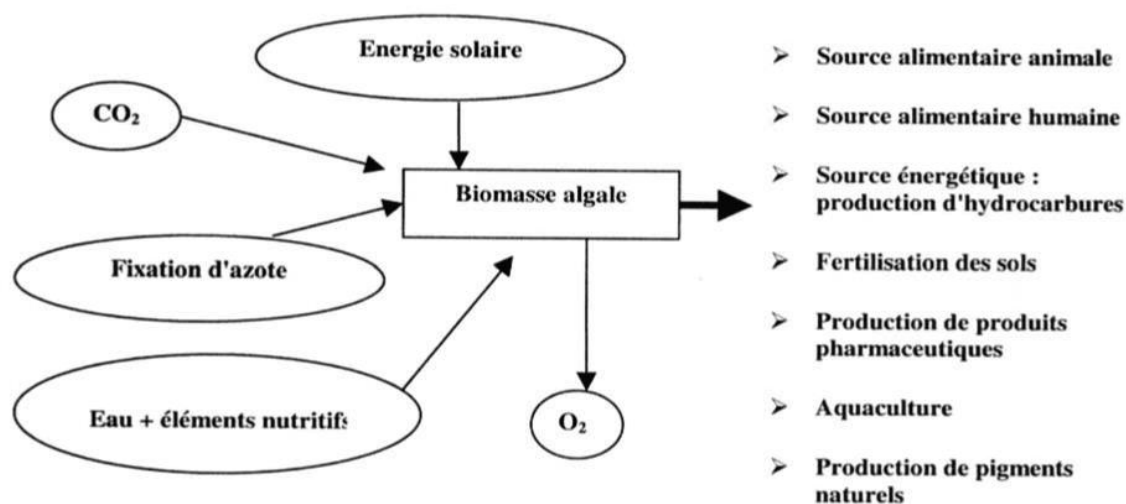 Energie solaire
CO₂
Biomasse algale
Fixation d'azote
Eau + éléments nutritifs
O₂
➢ Source alimentaire animale
➢ Source alimentaire humaine
➢ Source énergétique :
production d'hydrocarbures
➢ Fertilisation des sols
➢ Production de produits
pharmaceutiques
➢ Aquaculture
➢ Production de pigments
naturels